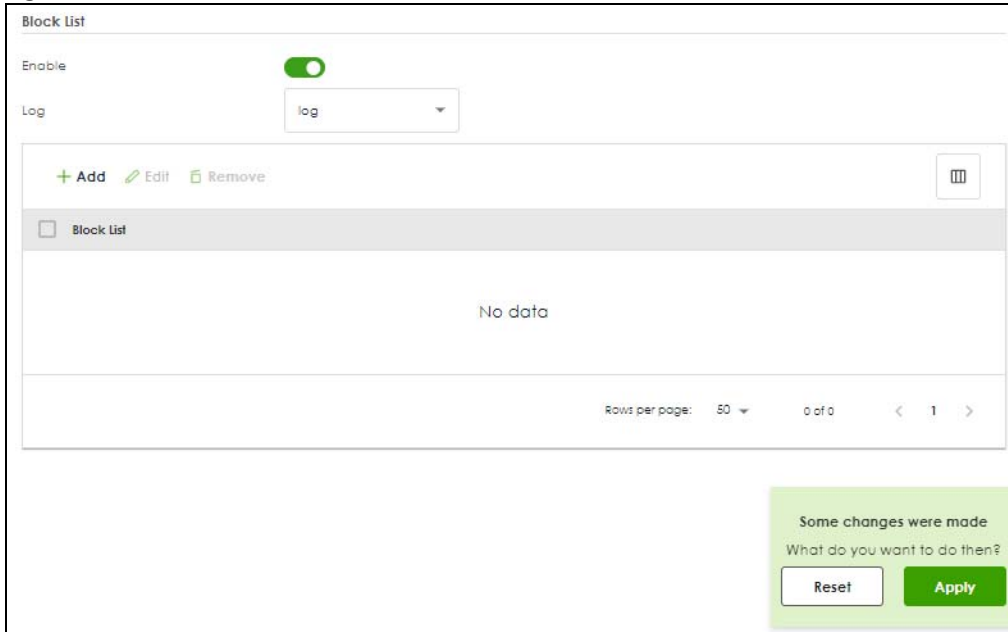 Block List
Enable
Log log
Add Edit Remove
Block List
No data
Rows per page: 50 0 of 0 < 1 >
Some changes were made
What do you want to do then?
Reset Apply